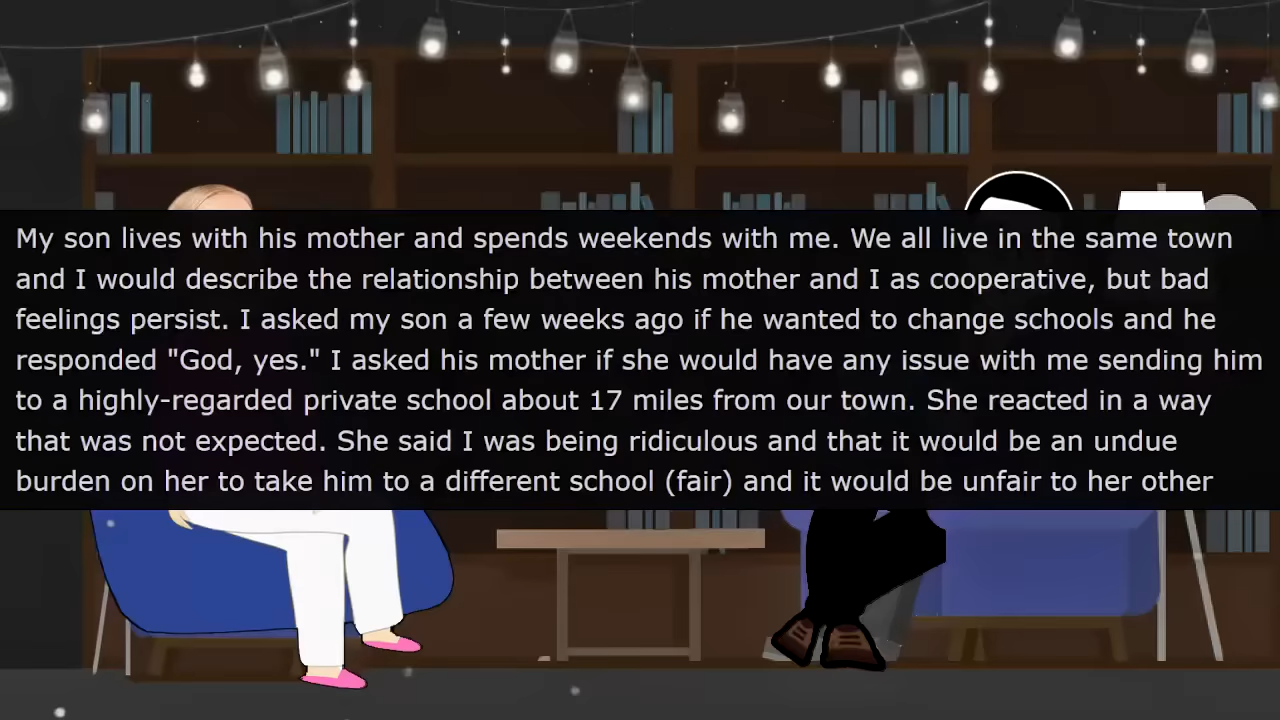 My son lives with his mother and spends weekends with me. We all live in the same town
and I would describe the relationship between his mother and I as cooperative, but bad
feelings persist. I asked my son a few weeks ago if he wanted to change schools and he
responded "God, yes." I asked his mother if she would have any issue with me sending him
to a highly-regarded private school about 17 miles from our town. She reacted in a way
that was not expected. She said I was being ridiculous and that it would be an undue
burden on her to take him to a different school (fair) and it would be unfair to her other